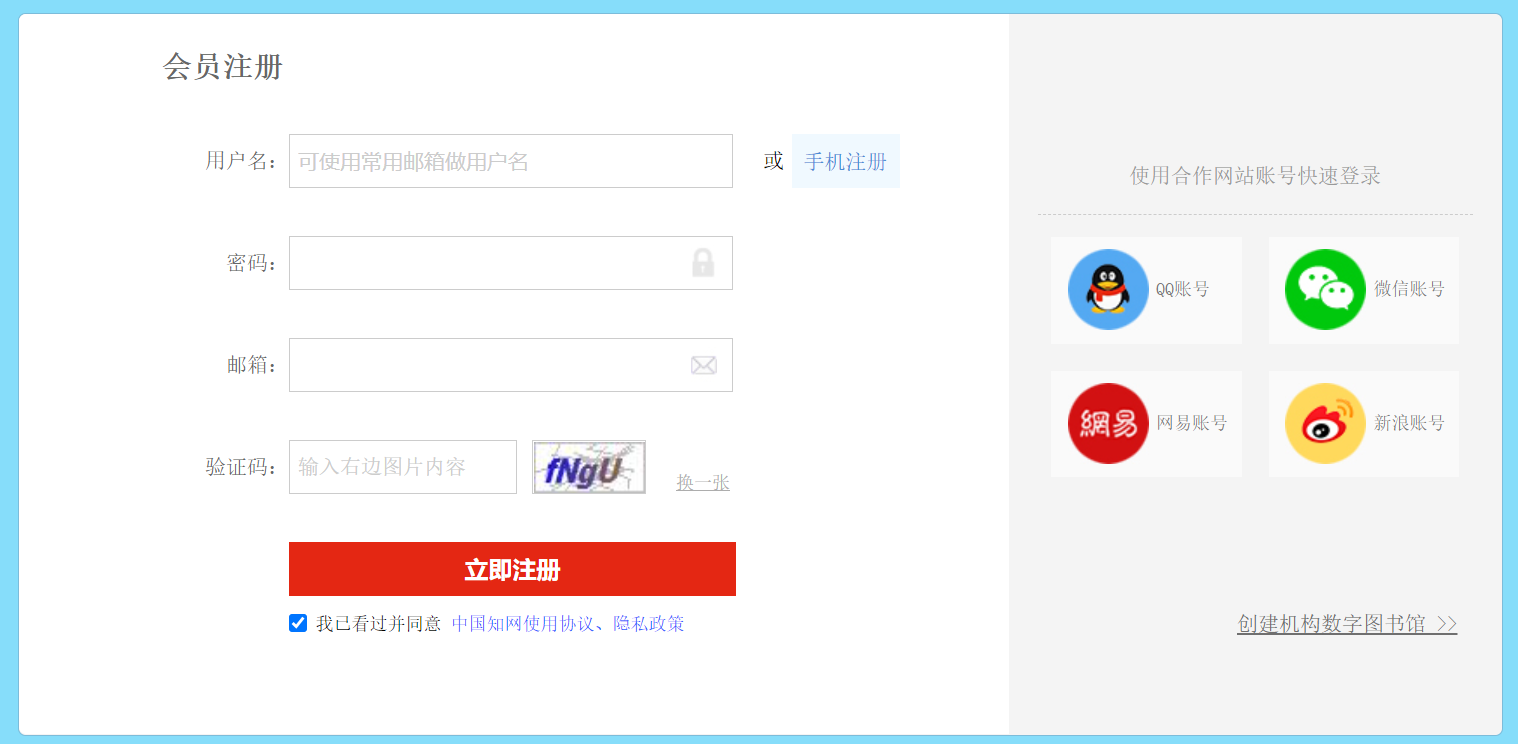 会员注册
用户名：
可使用常用邮箱做用户名
或
手机注册
密码：
邮箱：
验证码：
输入右边图片内容
fNgU
换一张
立即注册
我已看过并同意 中国知网使用协议、隐私政策
使用合作网站账号快速登录
QQ账号
微信账号
網易
网易账号
新浪账号
创建机构数字图书馆 >>